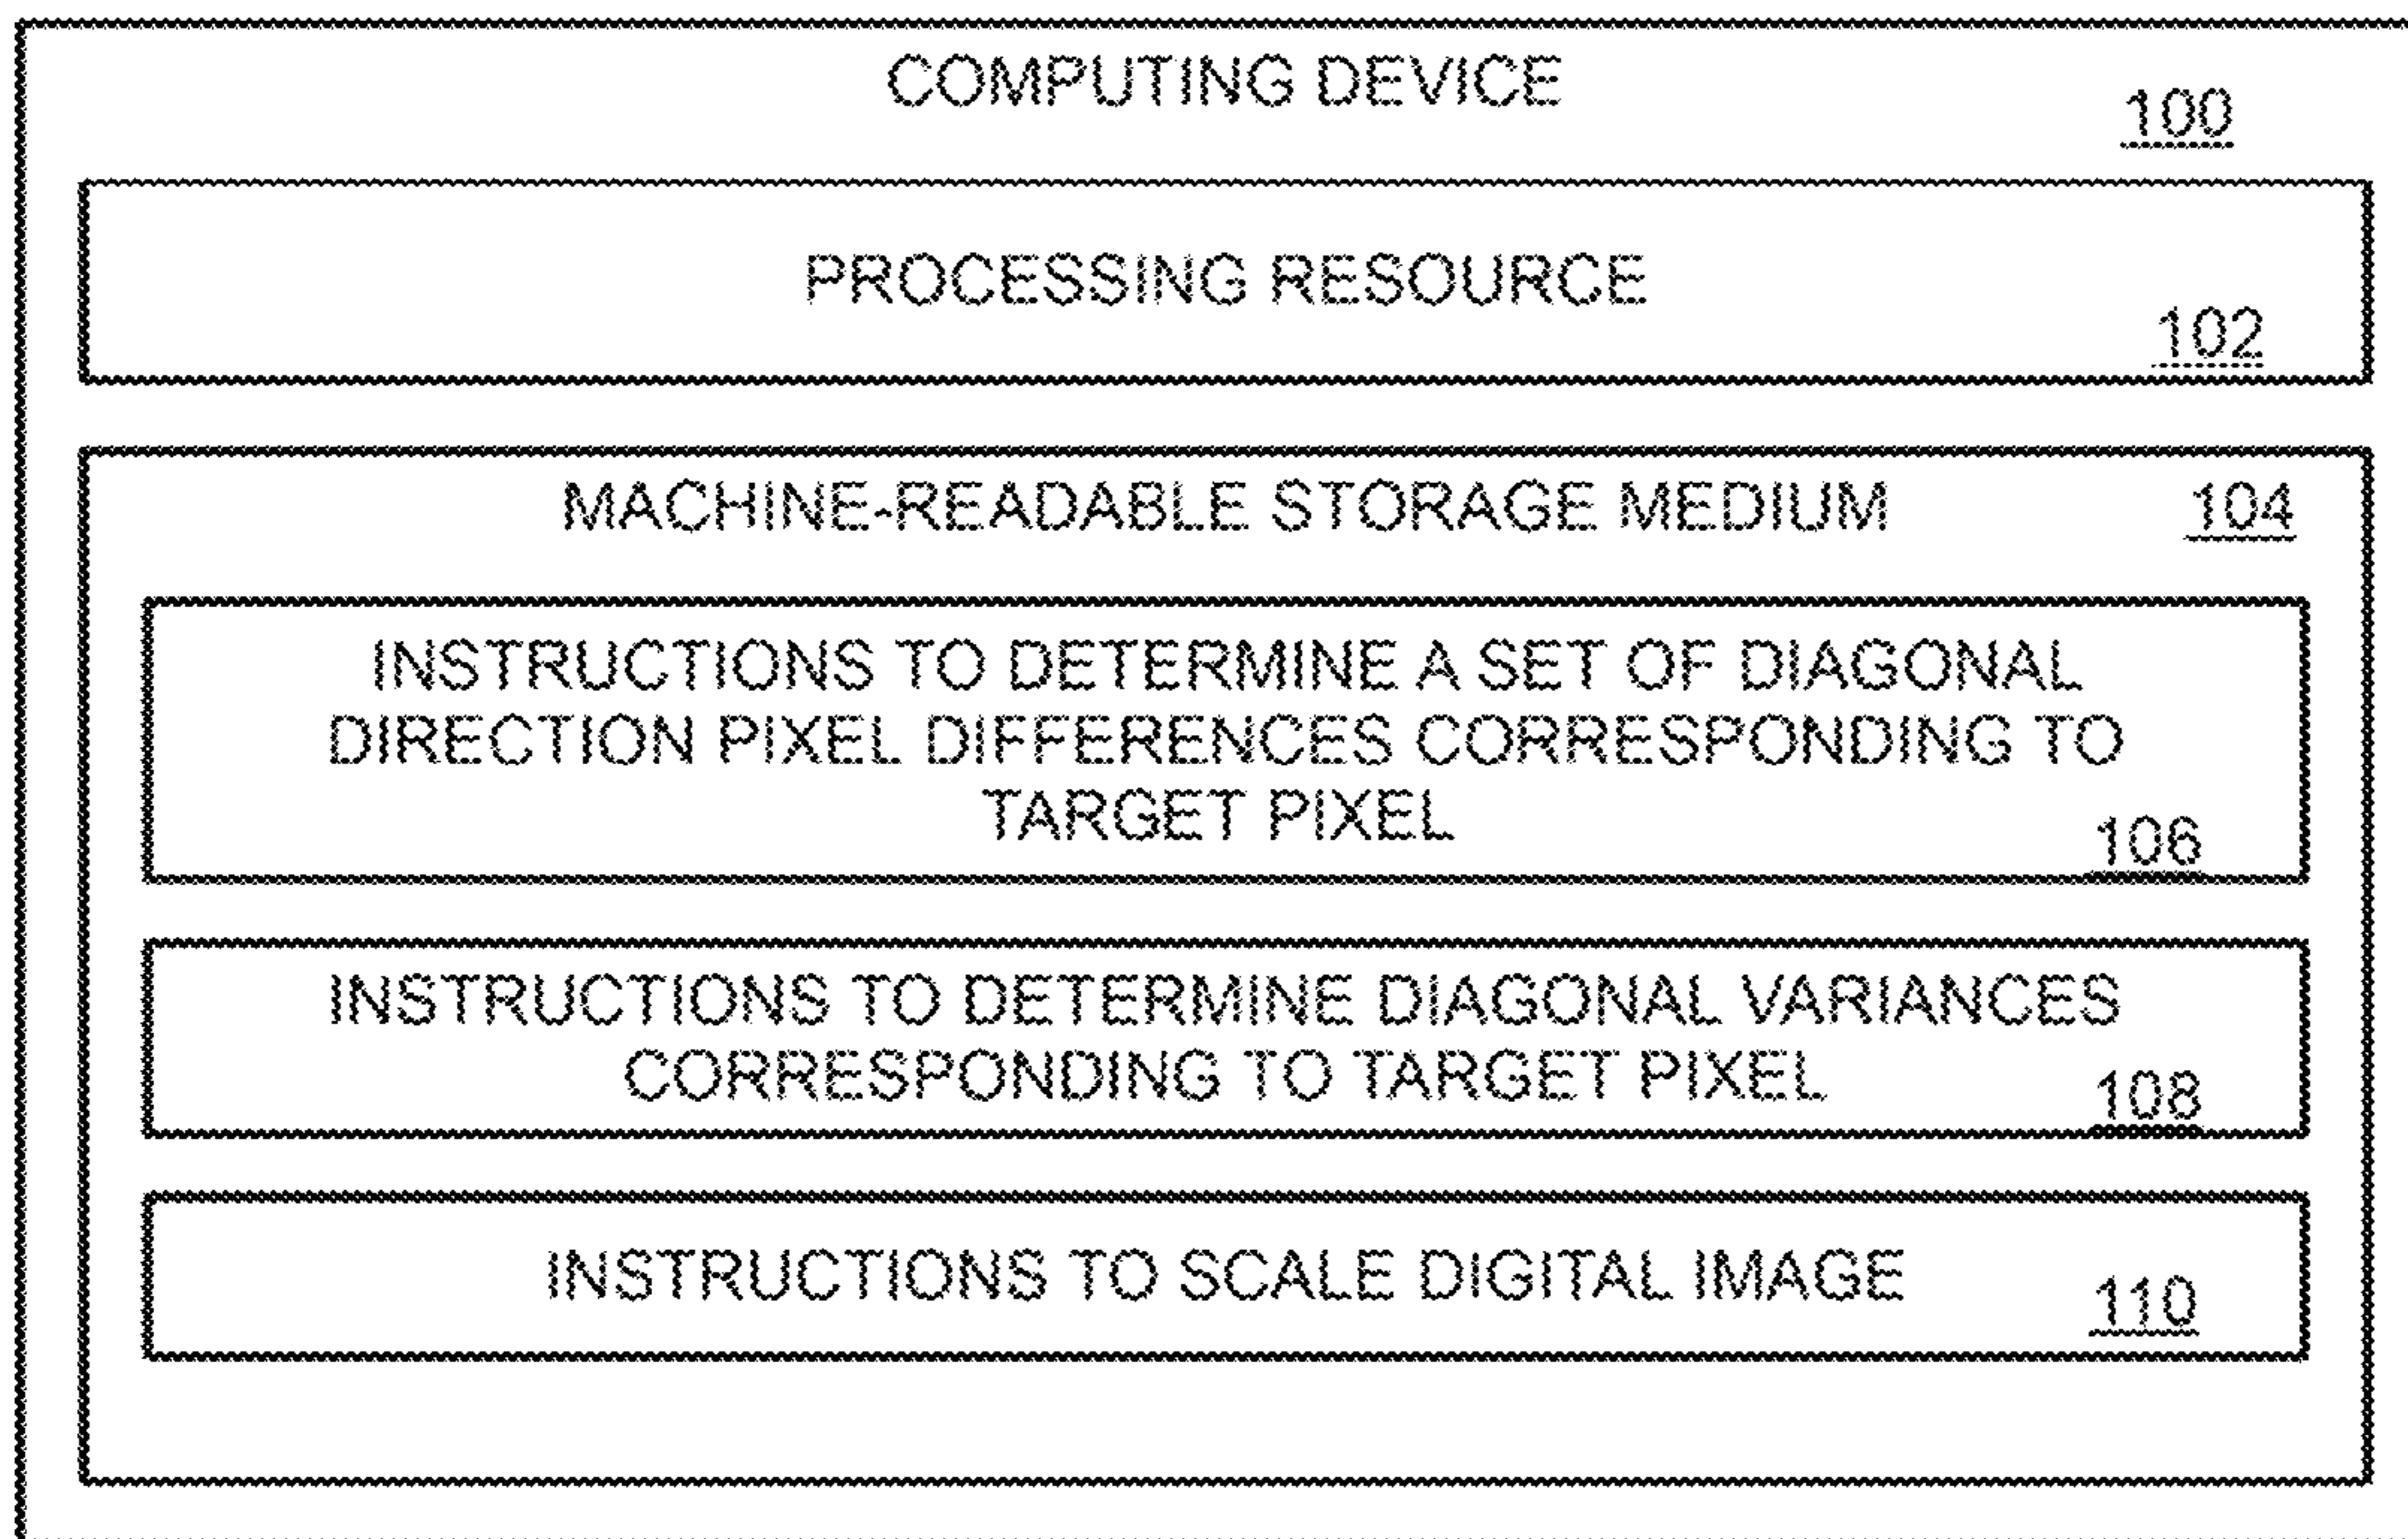 COMPUTING DEVICE
100
PROCESSING RESOURCE
102
MACHINE-READABLE STORAGE MEDIUM
104
INSTRUCTIONS TO DETERMINE A SET OF DIAGONAL
DIRECTION PIXEL DIFFERENCES CORRESPONDING TO
TARGET PIXEL
106
INSTRUCTIONS TO DETERMINE DIAGONAL VARIANCES
CORRESPONDING TO TARGET PIXEL
108
INSTRUCTIONS TO SCALE DIGITAL IMAGE
110